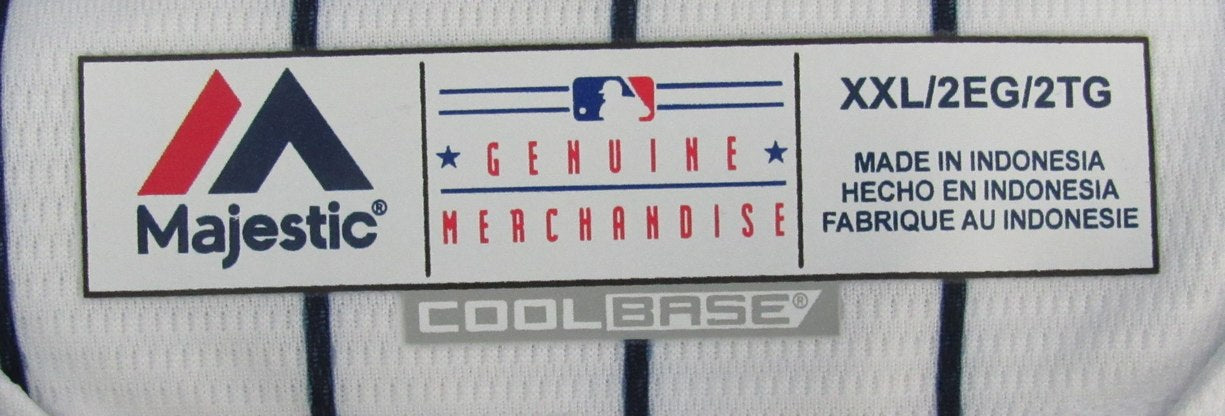 Majestic®
GENUINE
MERCHANDISE
XXL/2EG/2TG
MADE IN INDONESIA
HECHO EN INDONESIA
FABRIQUE AU INDONESIE
COOLBASE®